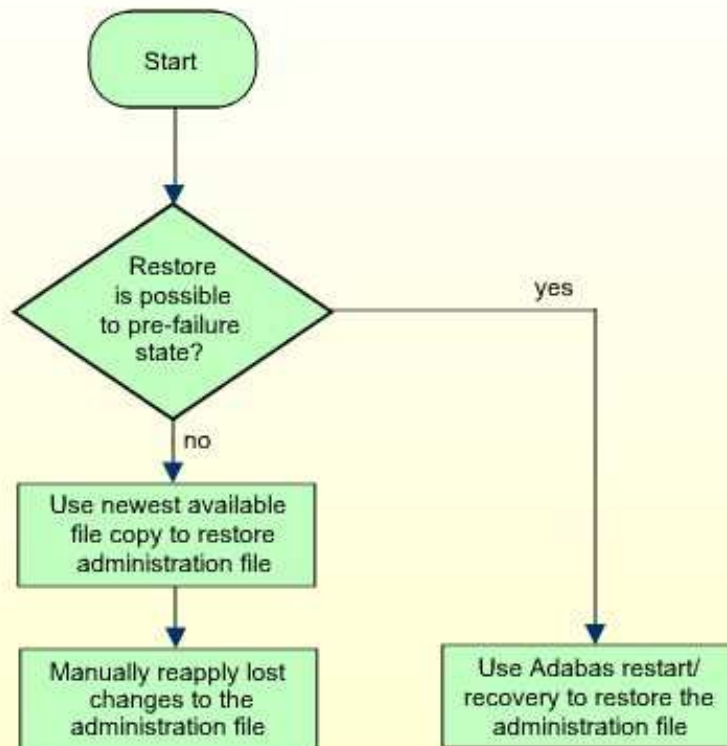 Start
Restore
is possible
to pre-failure
state?
yes
no
Use newest available
file copy to restore
administration file
Manually reapply lost
changes to the
administration file
Use Adabas restart/
recovery to restore the
administration file